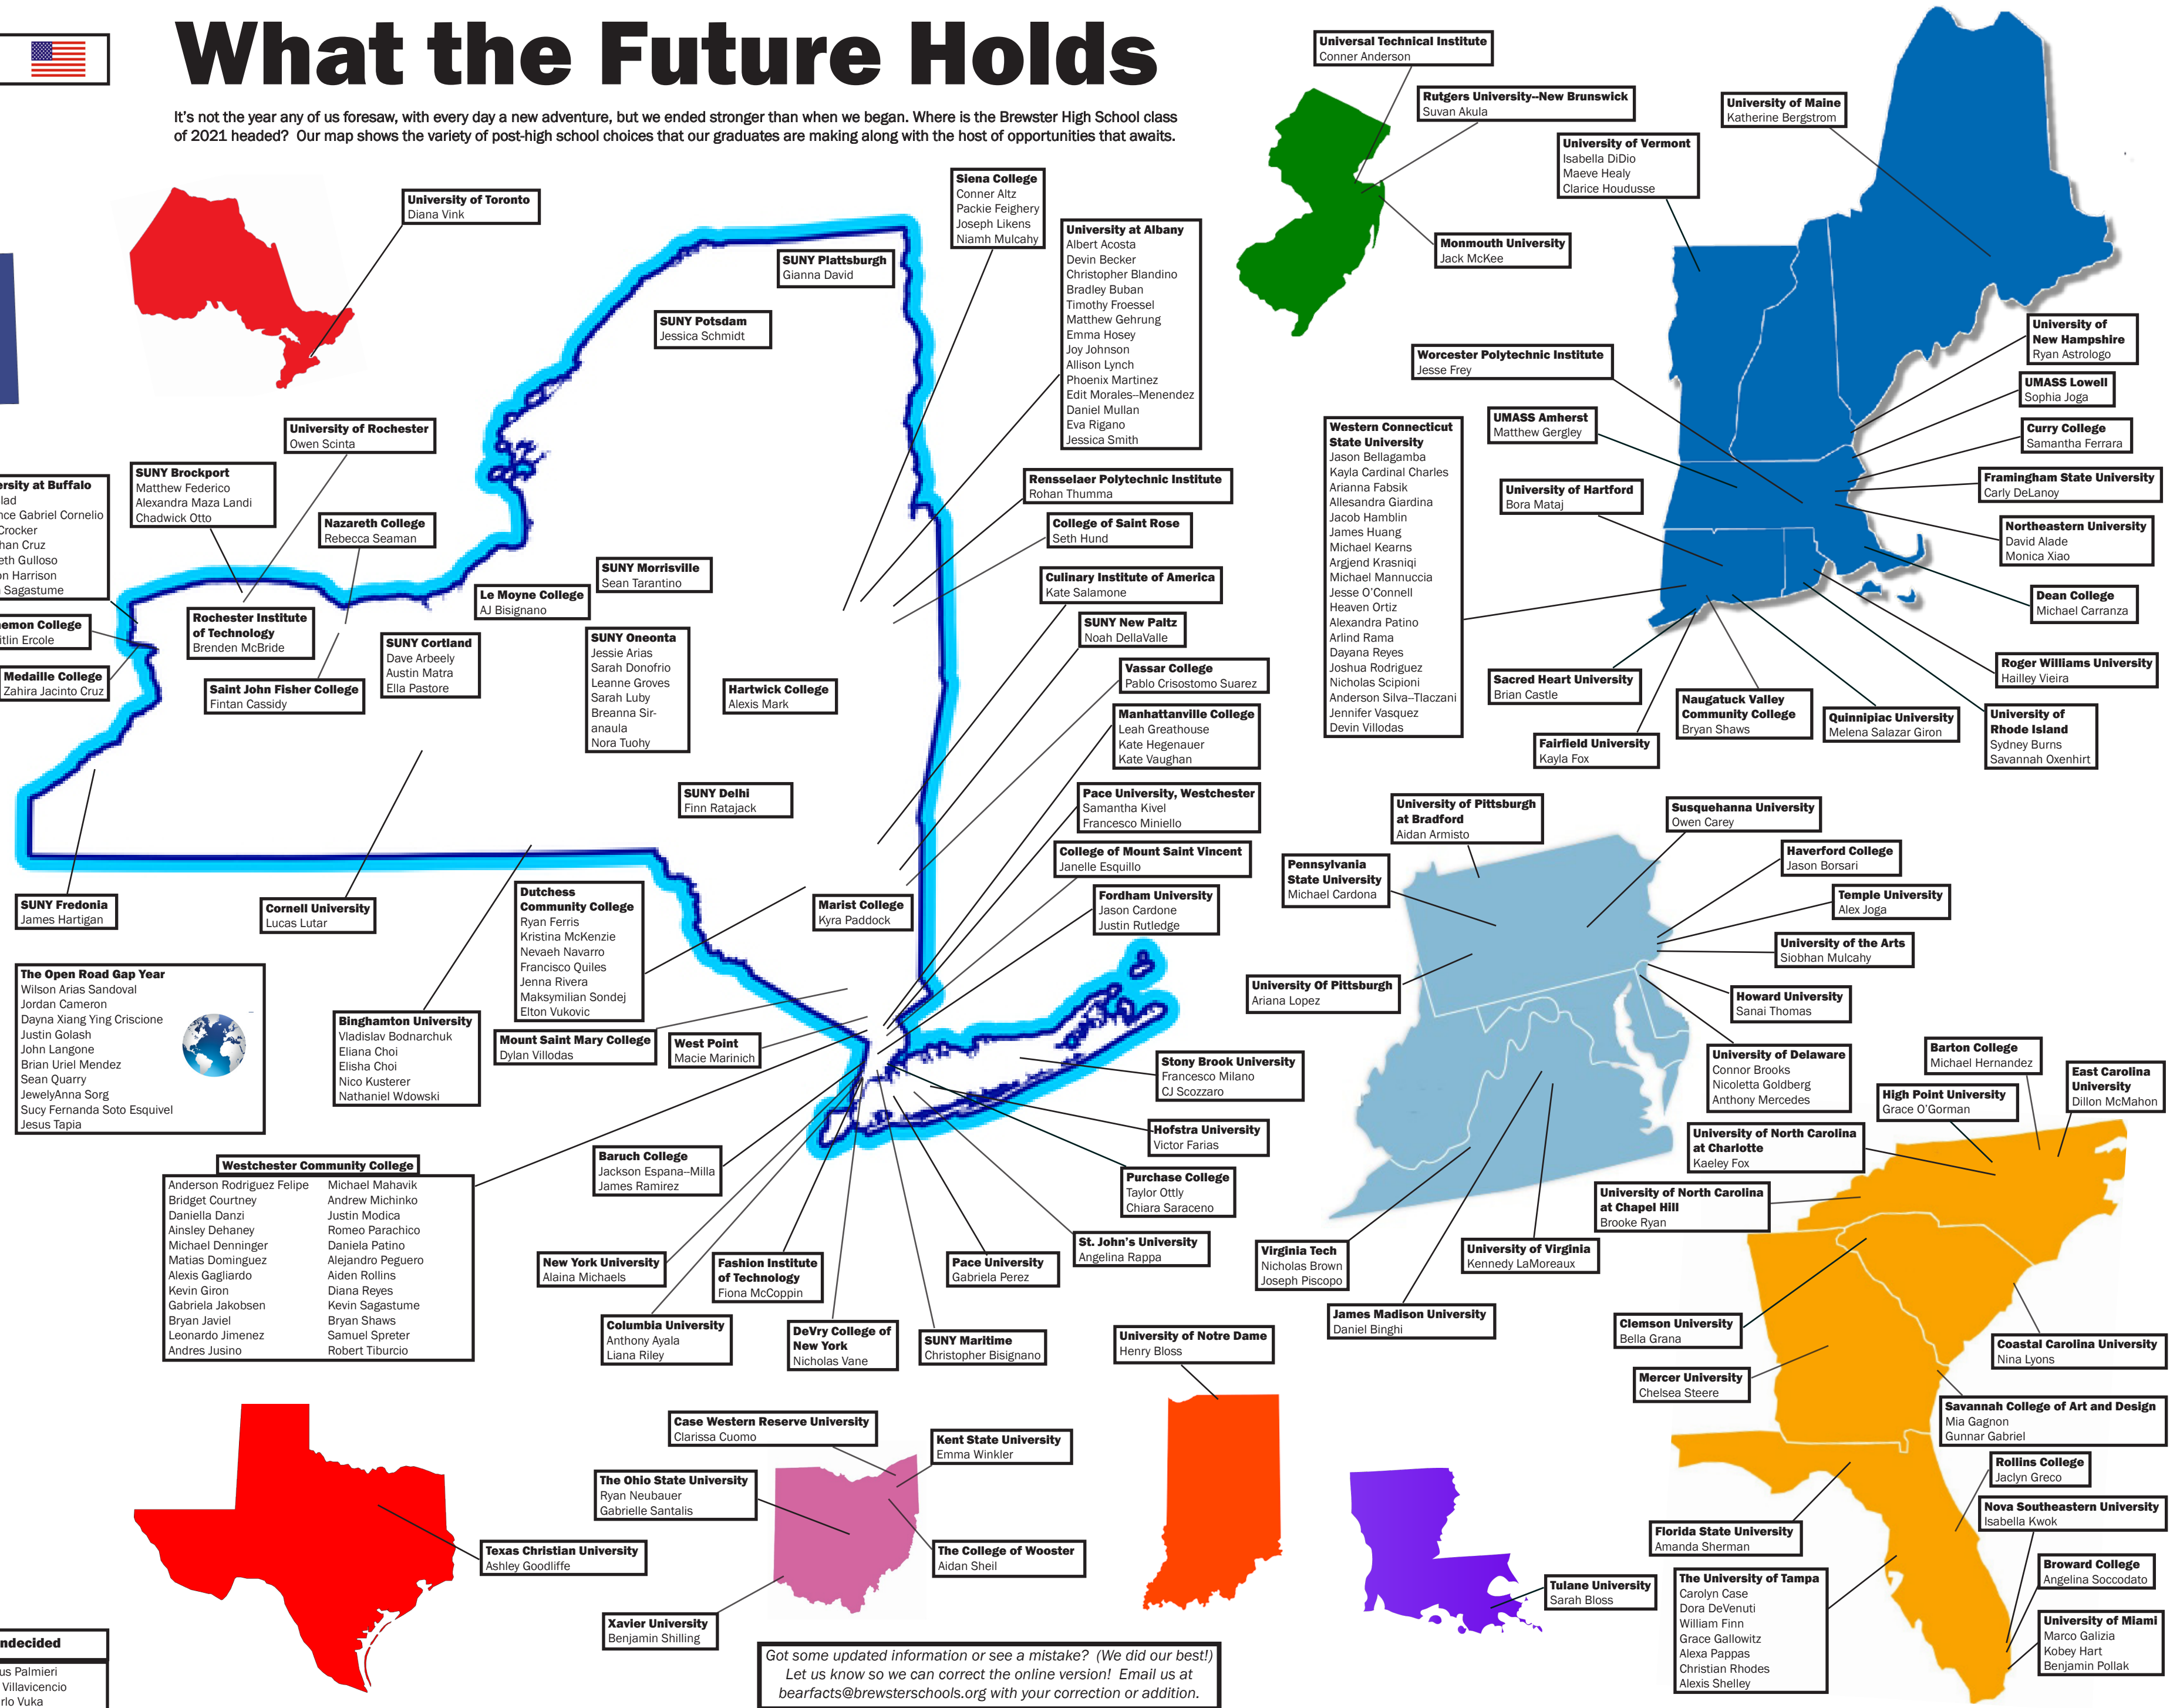 What the Future Holds
It's not the year any of us foresaw, with every day a new adventure, but we ended stronger than when we began. Where is the Brewster High School class
of 2021 headed?  Our map shows the variety of post-high school choices that our graduates are making along with the host of opportunities that awaits.
University of Toronto
Diana Vink
SUNY Plattsburgh
Gianna David
SUNY Potsdam
Jessica Schmidt
Siena College
Conner Altz
Packie Feighery
Joseph Likens
Niamh Mulcahy
University at Albany
Albert Acosta
Devin Becker
Christopher Blandino
Bradley Buban
Timothy Froessel
Matthew Gehrung
Emma Hosey
Joy Johnson
Allison Lynch
Phoenix Martinez
Edit Morales--Menendez
Daniel Mullan
Eva Rigano
Jessica Smith
Universal Technical Institute
Conner Anderson
Rutgers University--New Brunswick
Suvan Akula
Monmouth University
Jack McKee
University of Maine
Katherine Bergstrom
University of Vermont
Isabella DiDio
Maeve Healy
Clarice Houdusse
University of
New Hampshire
Ryan Astrologo
Worcester Polytechnic Institute
Jesse Frey
UMASS Lowell
Sophia Joga
UMASS Amherst
Matthew Gergley
Curry College
Samantha Ferrara
Western Connecticut
State University
Jason Bellagamba
Kayla Cardinal Charles
Arianna Fabsik
Allesandra Giardina
Jacob Hamblin
James Huang
Michael Kearns
Argjend Krasniqi
Michael Mannuccia
Jesse O'Connell
Heaven Ortiz
Alexandra Patino
Arlind Rama
Dayana Reyes
Joshua Rodriguez
Nicholas Scipioni
Anderson Silva--Tlaczani
Jennifer Vasquez
Devin Villodas
University of Hartford
Bora Mataj
Framingham State University
Carly DeLanoy
Northeastern University
David Alade
Monica Xiao
Dean College
Michael Carranza
Roger Williams University
Hailley Vieira
Sacred Heart University
Brian Castle
Naugatuck Valley
Community College
Bryan Shaws
Quinnipiac University
Melena Salazar Giron
University of
Rhode Island
Sydney Burns
Savannah Oxenhirt
Fairfield University
Kayla Fox
University of Rochester
Owen Scinta
SUNY Brockport
Matthew Federico
Alexandra Maza Landi
Chadwick Otto
ersity at Buffalo
lad
nce Gabriel Cornelio
Crocker
han Cruz
eth Gulloso
on Harrison
Sagastume
Nazareth College
Rebecca Seaman
Rensselaer Polytechnic Institute
Rohan Thumma
College of Saint Rose
Seth Hund
SUNY Morrisville
Sean Tarantino
Le Moyne College
AJ Bisignano
Culinary Institute of America
Kate Salamone
emon College
itlin Ercole
Rochester Institute
of Technology
Brenden McBride
SUNY Cortland
Dave Arbeely
Austin Matra
Ella Pastore
SUNY Oneonta
Jessie Arias
Sarah Donofrio
Leanne Groves
Sarah Luby
Breanna Sir-
anaula
Nora Tuohy
SUNY New Paltz
Noah DellaValle
Medaille College
Zahira Jacinto Cruz
Saint John Fisher College
Fintan Cassidy
Hartwick College
Alexis Mark
Vassar College
Pablo Crisostomo Suarez
Manhattanville College
Leah Greathouse
Kate Hegenauer
Kate Vaughan
SUNY Delhi
Finn Ratajack
Pace University, Westchester
Samantha Kivel
Francesco Miniello
College of Mount Saint Vincent
Janelle Esquillo
Fordham University
Jason Cardone
Justin Rutledge
SUNY Fredonia
James Hartigan
Cornell University
Lucas Lutar
Dutchess
Community College
Ryan Ferris
Kristina McKenzie
Nevaeh Navarro
Francisco Quiles
Jenna Rivera
Maksymilian Sondej
Elton Vukovic
Marist College
Kyra Paddock
The Open Road Gap Year
Wilson Arias Sandoval
Jordan Cameron
Dayna Xiang Ying Criscione
Justin Golash
John Langone
Brian Uriel Mendez
Sean Quarry
JewelyAnna Sorg
Sucy Fernanda Soto Esquivel
Jesus Tapia
Binghamton University
Vladislav Bodnarchuk
Eliana Choi
Elisha Choi
Nico Kusterer
Nathaniel Wdowski
Mount Saint Mary College
Dylan Villodas
West Point
Macie Marinich
Stony Brook University
Francesco Milano
CJ Scozzaro
Hofstra University
Victor Farias
Purchase College
Taylor Ottly
Chiara Saraceno
Baruch College
Jackson Espana--Milla
James Ramirez
Westchester Community College
Anderson Rodriguez Felipe
Bridget Courtney
Daniella Danzi
Ainsley Dehaney
Michael Denninger
Matias Dominguez
Alexis Gagliardo
Kevin Giron
Gabriela Jakobsen
Bryan Javiel
Leonardo Jimenez
Andres Jusino
Michael Mahavik
Andrew Michinko
Justin Modica
Romeo Parachico
Daniela Patino
Alejandro Peguero
Aiden Rollins
Diana Reyes
Kevin Sagastume
Bryan Shaws
Samuel Spreter
Robert Tiburcio
New York University
Alaina Michaels
Fashion Institute
of Technology
Fiona McCoppin
Pace University
Gabriela Perez
St. John's University
Angelina Rappa
Columbia University
Anthony Ayala
Liana Riley
DeVry College of
New York
Nicholas Vane
SUNY Maritime
Christopher Bisignano
University of Pittsburgh
at Bradford
Aidan Armisto
Susquehanna University
Owen Carey
Pennsylvania
State University
Michael Cardona
Haverford College
Jason Borsari
Temple University
Alex Joga
University of the Arts
Siobhan Mulcahy
University Of Pittsburgh
Ariana Lopez
Howard University
Sanai Thomas
University of Delaware
Connor Brooks
Nicoletta Goldberg
Anthony Mercedes
Virginia Tech
Nicholas Brown
Joseph Piscopo
University of Virginia
Kennedy LaMoreaux
James Madison University
Daniel Binghi
Barton College
Michael Hernandez
East Carolina
University
Dillon McMahon
High Point University
Grace O'Gorman
University of North Carolina
at Charlotte
Kaeley Fox
University of North Carolina
at Chapel Hill
Brooke Ryan
Clemson University
Bella Grana
Coastal Carolina University
Nina Lyons
Mercer University
Chelsea Steere
Savannah College of Art and Design
Mia Gagnon
Gunnar Gabriel
Rollins College
Jaclyn Greco
Nova Southeastern University
Isabella Kwok
Florida State University
Amanda Sherman
Broward College
Angelina Soccodato
The University of Tampa
Carolyn Case
Dora DeVenuti
William Finn
Grace Gallowitz
Alexa Pappas
Christian Rhodes
Alexis Shelley
University of Miami
Marco Galizia
Kobey Hart
Benjamin Pollak
University of Notre Dame
Henry Bloss
Case Western Reserve University
Clarissa Cuomo
Kent State University
Emma Winkler
The Ohio State University
Ryan Neubauer
Gabrielle Santalis
The College of Wooster
Aidan Sheil
Xavier University
Benjamin Shilling
Texas Christian University
Ashley Goodliffe
Tulane University
Sarah Bloss
ndecided
us Palmieri
Villavicencio
rlo Vuka
Got some updated information or see a mistake?  (We did our best!)
Let us know so we can correct the online version!  Email us at
bearfacts@brewsterschools.org with your correction or addition.